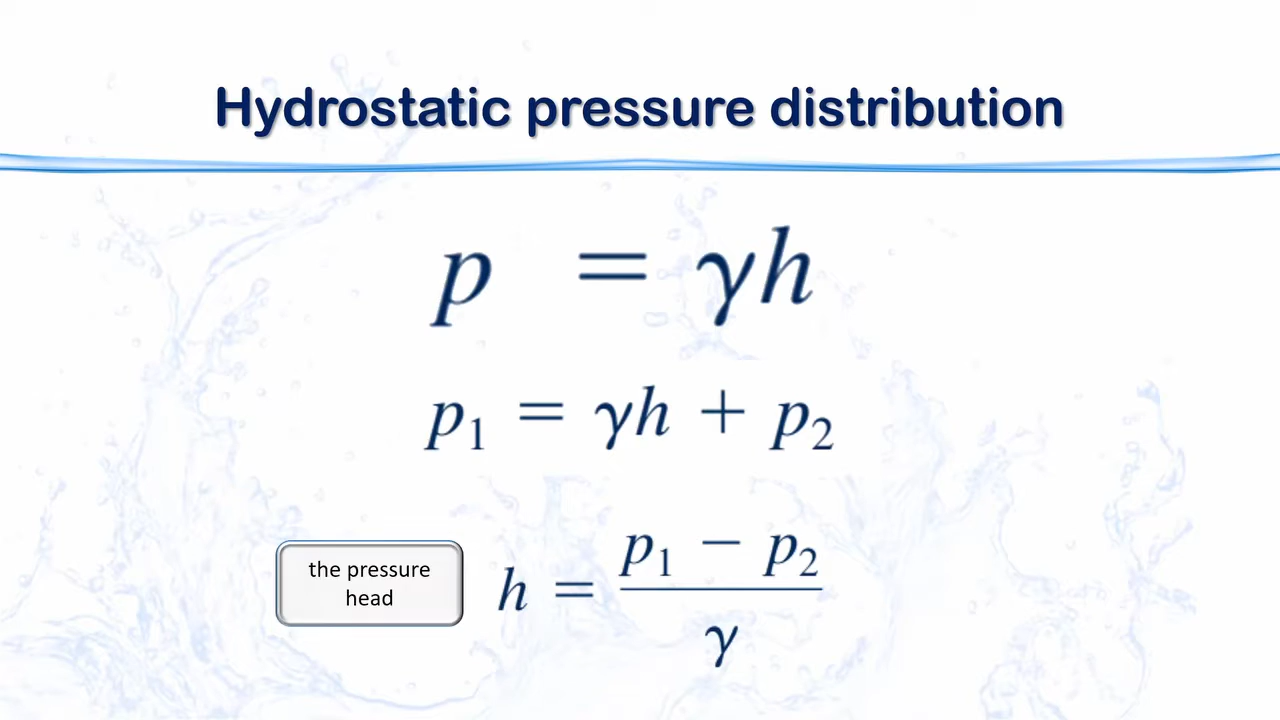 Hydrostatic pressure distribution
p = γh
p₁ = γh + p₂
the pressure
head
h = (p₁ − p₂) / γ